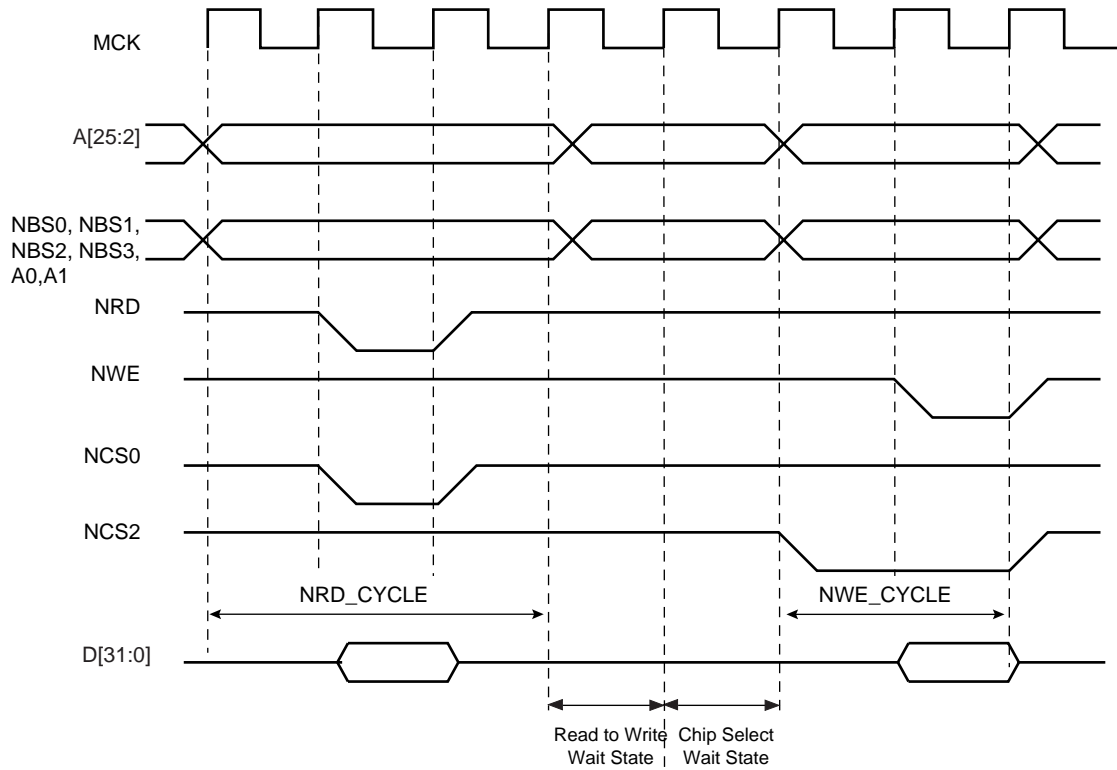 MCK
A[25:2]
NBS0, NBS1,
NBS2, NBS3,
A0,A1
NRD
NWE
NCS0
NCS2
NRD_CYCLE
NWE_CYCLE
D[31:0]
Read to Write
Wait State
Chip Select
Wait State